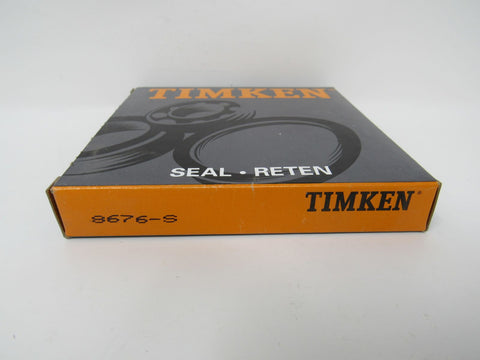 TIMKEN
SEAL • RETEN
TIMKEN®
8676-S